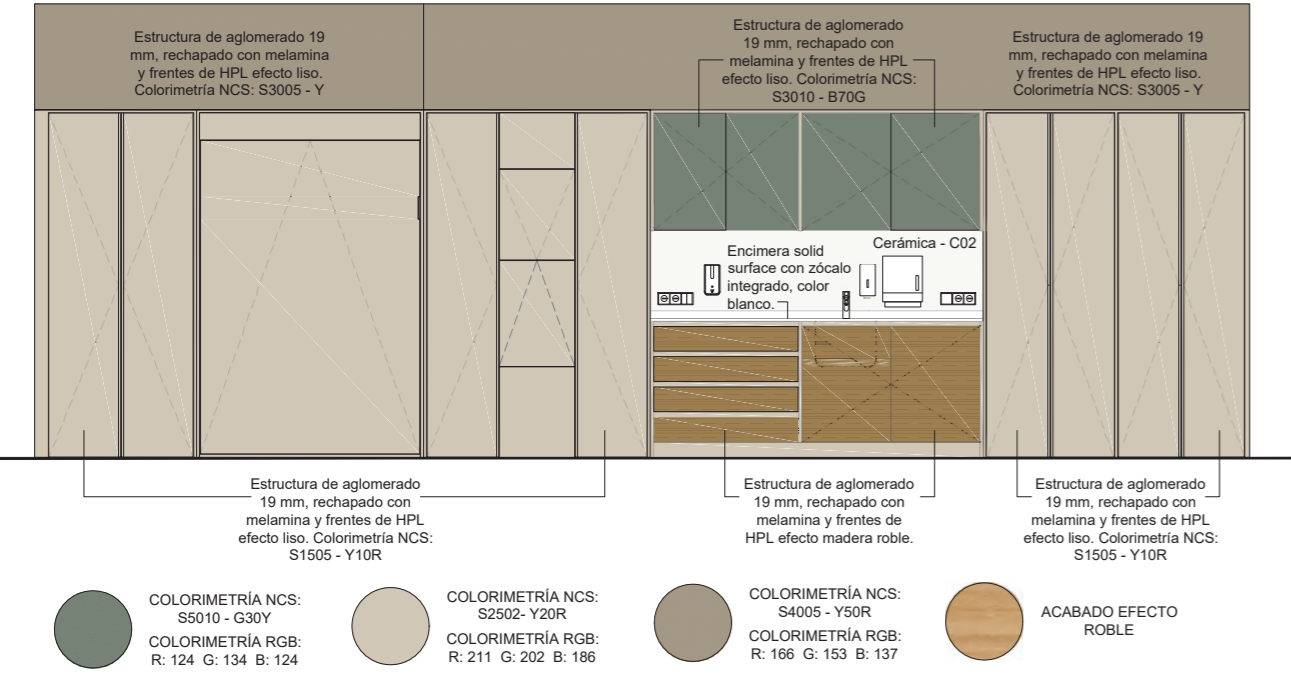 Estructura de aglomerado 19
mm, rechapado con melamina
y frentes de HPL efecto liso.
Colorimetría NCS: S3005 - Y
Estructura de aglomerado
19 mm, rechapado con
melamina y frentes de HPL
efecto liso. Colorimetría NCS:
S3010 - B70G
Estructura de aglomerado 19
mm, rechapado con melamina
y frentes de HPL efecto liso.
Colorimetría NCS: S3005 - Y
Encimera solid
surface con zócalo
integrado, color
blanco.
Cerámica - C02
Estructura de aglomerado
19 mm, rechapado con
melamina y frentes de HPL
efecto liso. Colorimetría NCS:
S1505 - Y10R
Estructura de aglomerado
19 mm, rechapado con
melamina y frentes de
HPL efecto madera roble.
Estructura de aglomerado
19 mm, rechapado con
melamina y frentes de HPL
efecto liso. Colorimetría NCS:
S1505 - Y10R
COLORIMETRÍA NCS:
S5010 - G30Y
COLORIMETRÍA RGB:
R: 124 G: 134 B: 124
COLORIMETRÍA NCS:
S2502- Y20R
COLORIMETRÍA RGB:
R: 211 G: 202 B: 186
COLORIMETRÍA NCS:
S4005 - Y50R
COLORIMETRÍA RGB:
R: 166 G: 153 B: 137
ACABADO EFECTO
ROBLE